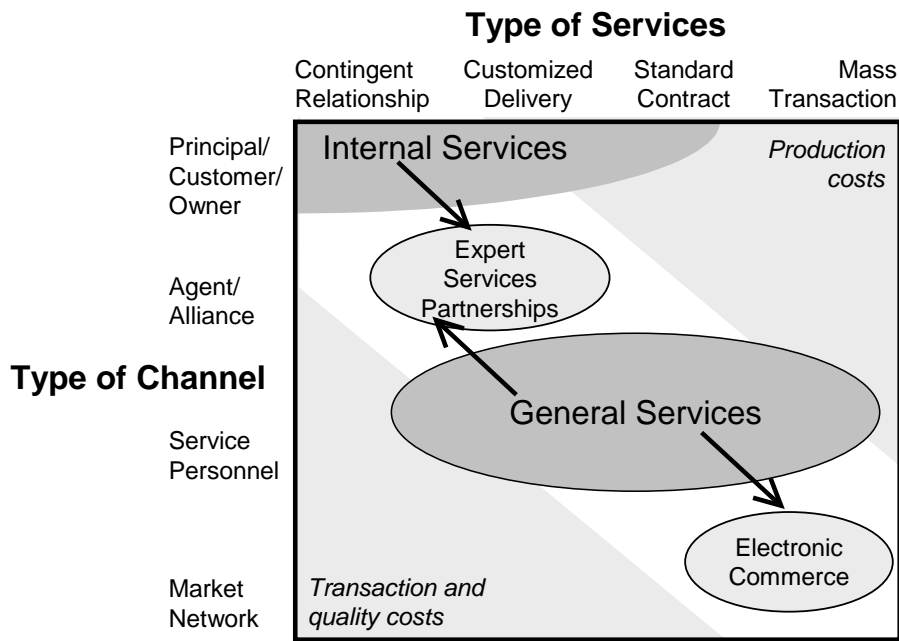 Type of Services
Contingent
Relationship
Customized
Delivery
Standard
Contract
Mass
Transaction
Principal/
Customer/
Owner
Internal Services
Production
costs
Expert
Services
Partnerships
Agent/
Alliance
Type of Channel
General Services
Service
Personnel
Electronic
Commerce
Market
Network
Transaction and
quality costs